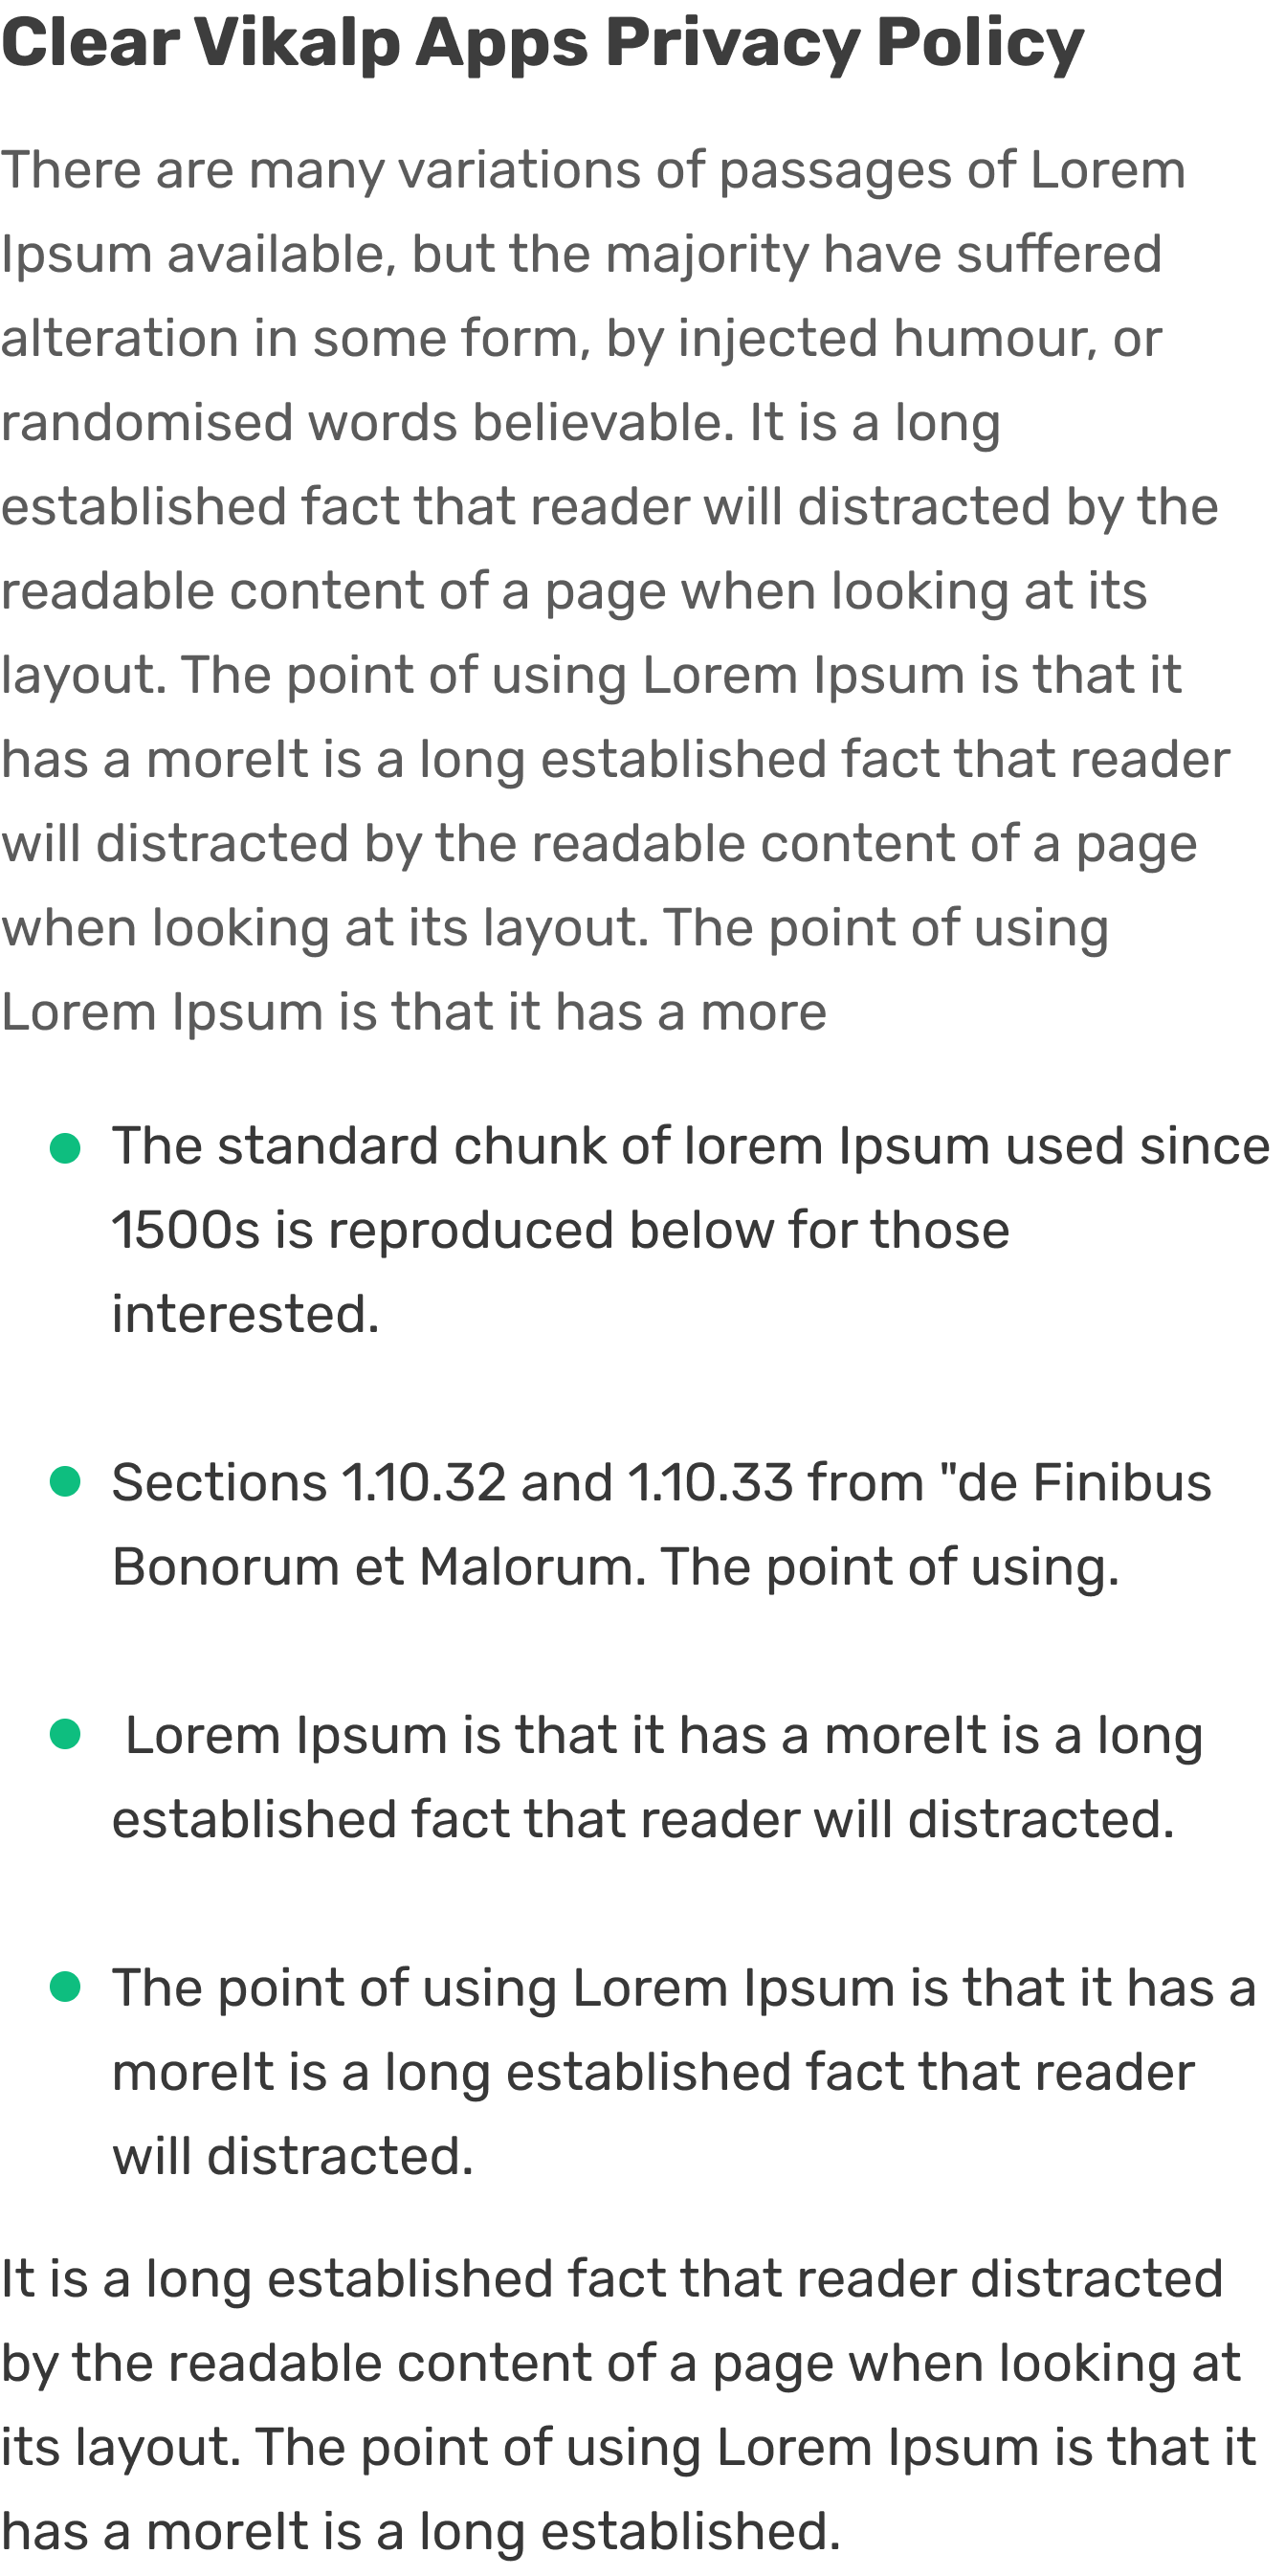 Clear Vikalp Apps Privacy Policy
There are many variations of passages of Lorem
Ipsum available, but the majority have suffered
alteration in some form, by injected humour, or
randomised words believable. It is a long
established fact that reader will distracted by the
readable content of a page when looking at its
layout. The point of using Lorem Ipsum is that it
has a moreIt is a long established fact that reader
will distracted by the readable content of a page
when looking at its layout. The point of using
Lorem Ipsum is that it has a more
The standard chunk of lorem Ipsum used since
1500s is reproduced below for those
interested.
Sections 1.10.32 and 1.10.33 from "de Finibus
Bonorum et Malorum. The point of using.
Lorem Ipsum is that it has a moreIt is a long
established fact that reader will distracted.
The point of using Lorem Ipsum is that it has a
moreIt is a long established fact that reader
will distracted.
It is a long established fact that reader distracted
by the readable content of a page when looking at
its layout. The point of using Lorem Ipsum is that it
has a moreIt is a long established.